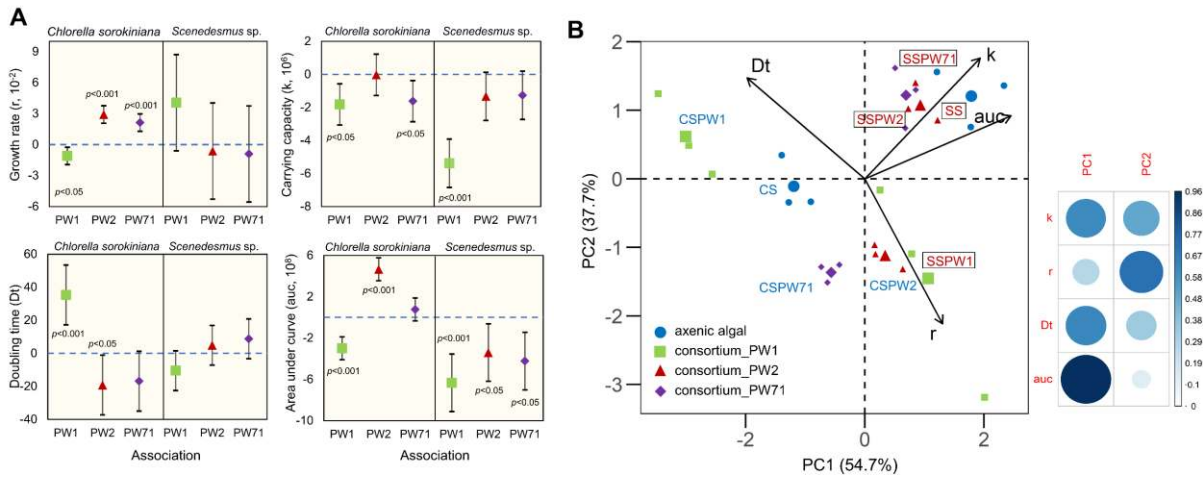 A
Chlorella sorokiniana Scenedesmus sp.
Growth rate (r, 10-2)
9
6
3
0
-3
-6
p<0.05
p<0.001
p<0.001
PW1 PW2 PW71 PW1 PW2 PW71
Chlorella sorokiniana Scenedesmus sp.
Carrying capacity (k, 10⁶)
2
0
-2
-4
-6
-8
p<0.05
p<0.05
p<0.001
PW1 PW2 PW71 PW1 PW2 PW71
Chlorella sorokiniana Scenedesmus sp.
Doubling time (Dt)
60
40
20
0
-20
-40
p<0.001
p<0.05
PW1 PW2 PW71 PW1 PW2 PW71
Association
Chlorella sorokiniana Scenedesmus sp.
Area under curve (auc, 10⁸)
6
2
-2
-6
-10
p<0.001
p<0.001
p<0.001
p<0.05
p<0.05
PW1 PW2 PW71 PW1 PW2 PW71
Association
B
PC2 (37.7%)
2
1
0
-1
-2
-3
Dt
k
auc
r
SSPW71
SSPW2
SS
CSPW1
CS
SSPW1
CSPW71
CSPW2
axenic algal
consortium_PW1
consortium_PW2
consortium_PW71
-2 0 2
PC1 (54.7%)
PC1 PC2
k
r
Dt
auc
0.96
0.86
0.77
0.67
0.58
0.48
0.38
0.29
0.19
0.1
0